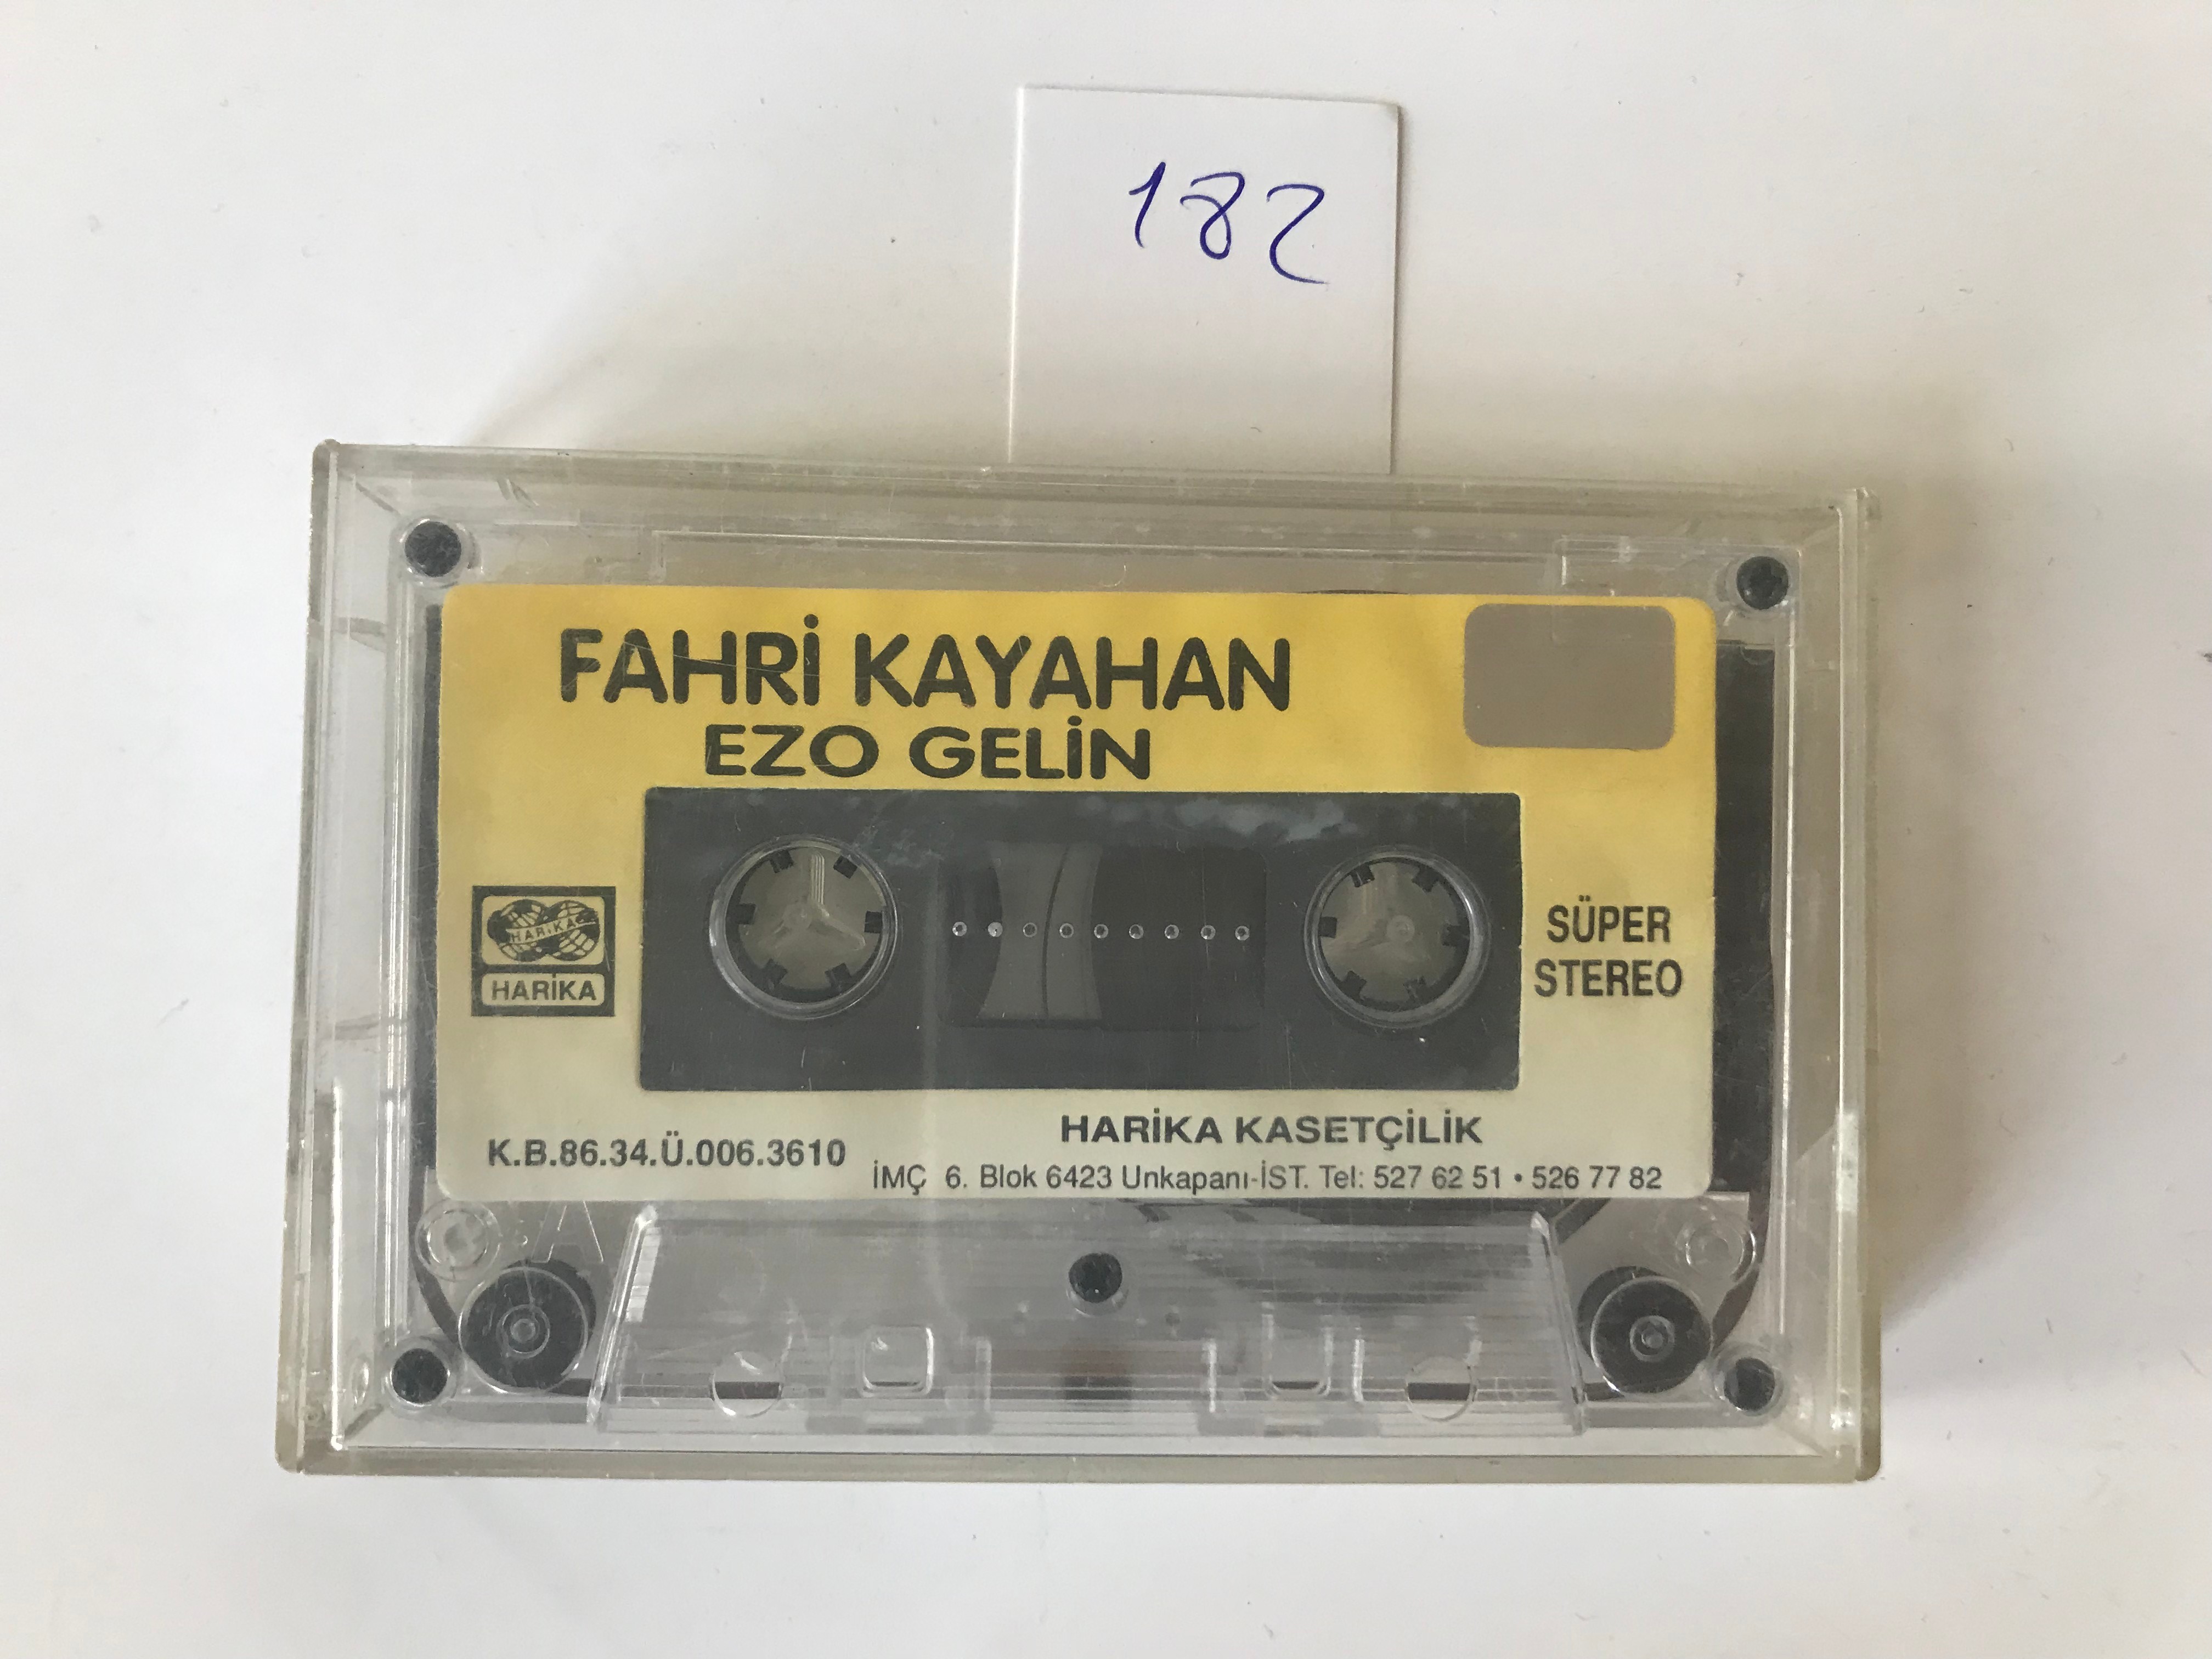 182
FAHRİ KAYAHAN
EZO GELİN
HARİKA
HARİKA
SÜPER
STEREO
K.B.86.34.Ü.006.3610
HARİKA KASETÇİLİK
İMÇ 6. Blok 6423 Unkapanı-İST. Tel: 527 62 51 • 526 77 82
A